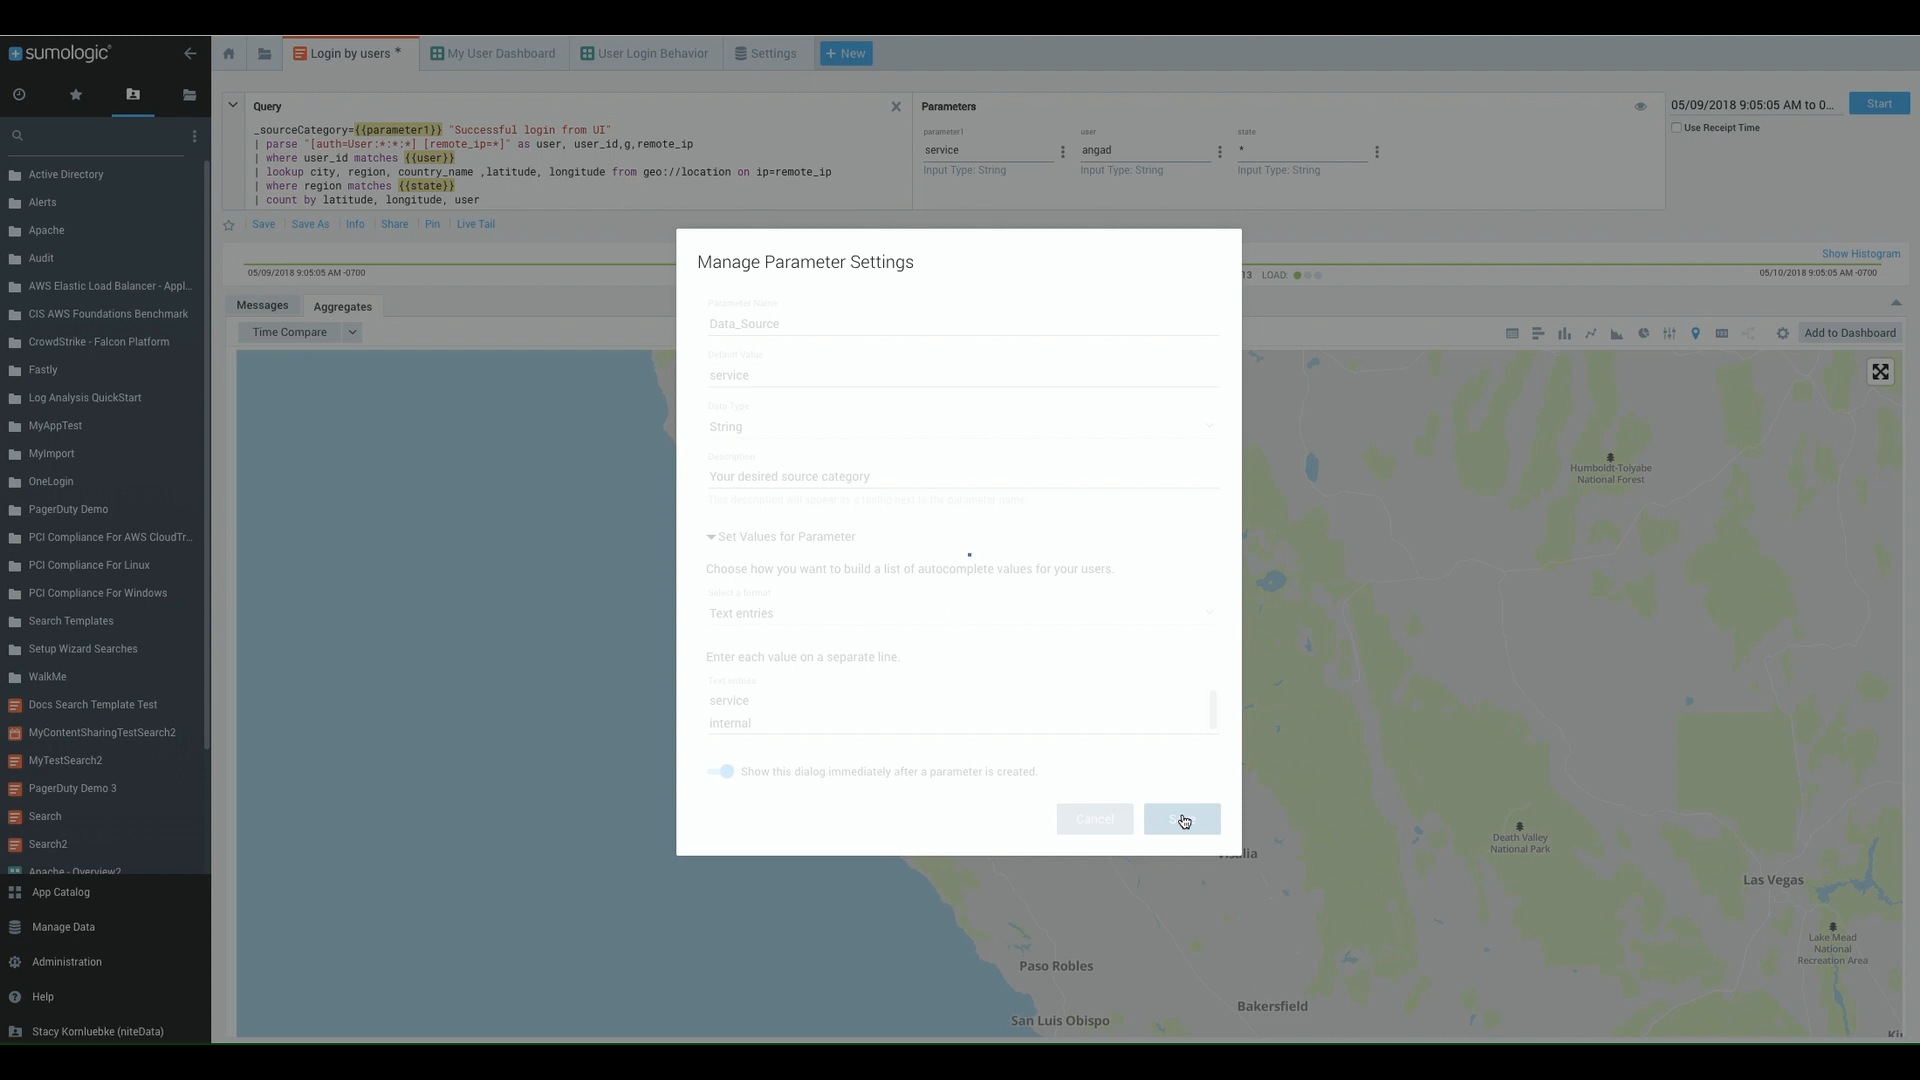 sumologic
Login by users *
My User Dashboard
User Login Behavior
Settings
+ New
Query
_sourceCategory={{parameter1}} "Successful login from UI"
| parse "[auth=User:*:*:*] [remote_ip=*]" as user, user_id,g,remote_ip
| where user_id matches {{user}}
| lookup city, region, country_name ,latitude, longitude from geo://location on ip=remote_ip
| where region matches {{state}}
| count by latitude, longitude, user
Parameters
parameter1
service
Input Type: String
user
angad
Input Type: String
state
*
Input Type: String
05/09/2018 9:05:05 AM to 0...
Start
Use Receipt Time
Save
Save As
Info
Share
Pin
Live Tail
Show Histogram
05/09/2018 9:05:05 AM -0700
13
LOAD:
05/10/2018 9:05:05 AM -0700
Messages
Aggregates
Time Compare
Add to Dashboard
Active Directory
Alerts
Apache
Audit
AWS Elastic Load Balancer - Appl...
CIS AWS Foundations Benchmark
CrowdStrike - Falcon Platform
Fastly
Log Analysis QuickStart
MyAppTest
MyImport
OneLogin
PagerDuty Demo
PCI Compliance For AWS CloudTr...
PCI Compliance For Linux
PCI Compliance For Windows
Search Templates
Setup Wizard Searches
WalkMe
Docs Search Template Test
MyContentSharingTestSearch2
MyTestSearch2
PagerDuty Demo 3
Search
Search2
Apache - Overview2
App Catalog
Manage Data
Administration
Help
Stacy Kornluebke (niteData)
Manage Parameter Settings
Parameter Name
Data_Source
Default Value
service
Data Type
String
Description
Your desired source category
This description will appear as a tooltip next to the parameter name.
Set Values for Parameter
Choose how you want to build a list of autocomplete values for your users.
Select a format
Text entries
Enter each value on a separate line.
Text entries
service
internal
Show this dialog immediately after a parameter is created.
Cancel
Humboldt-Toiyabe
National Forest
Death Valley
National Park
Las Vegas
Lake Mead
National
Recreation Area
Paso Robles
Bakersfield
San Luis Obispo